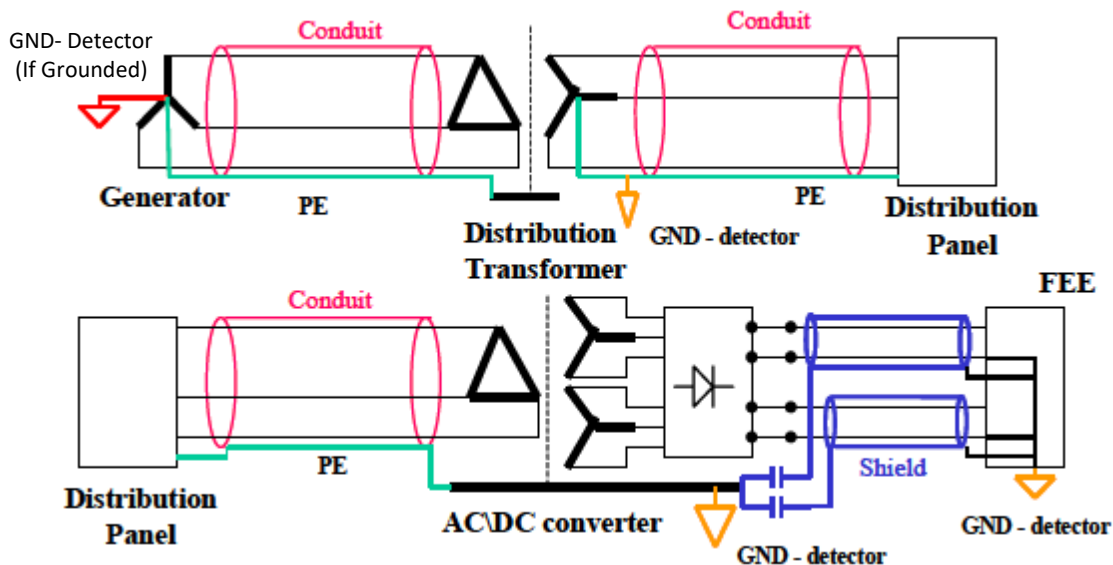 GND- Detector
(If Grounded)
Conduit
Conduit
Generator
PE
Distribution
Transformer
GND - detector
PE
Distribution
Panel
Conduit
FEE
Distribution
Panel
PE
AC\DC converter
Shield
GND - detector
GND - detector